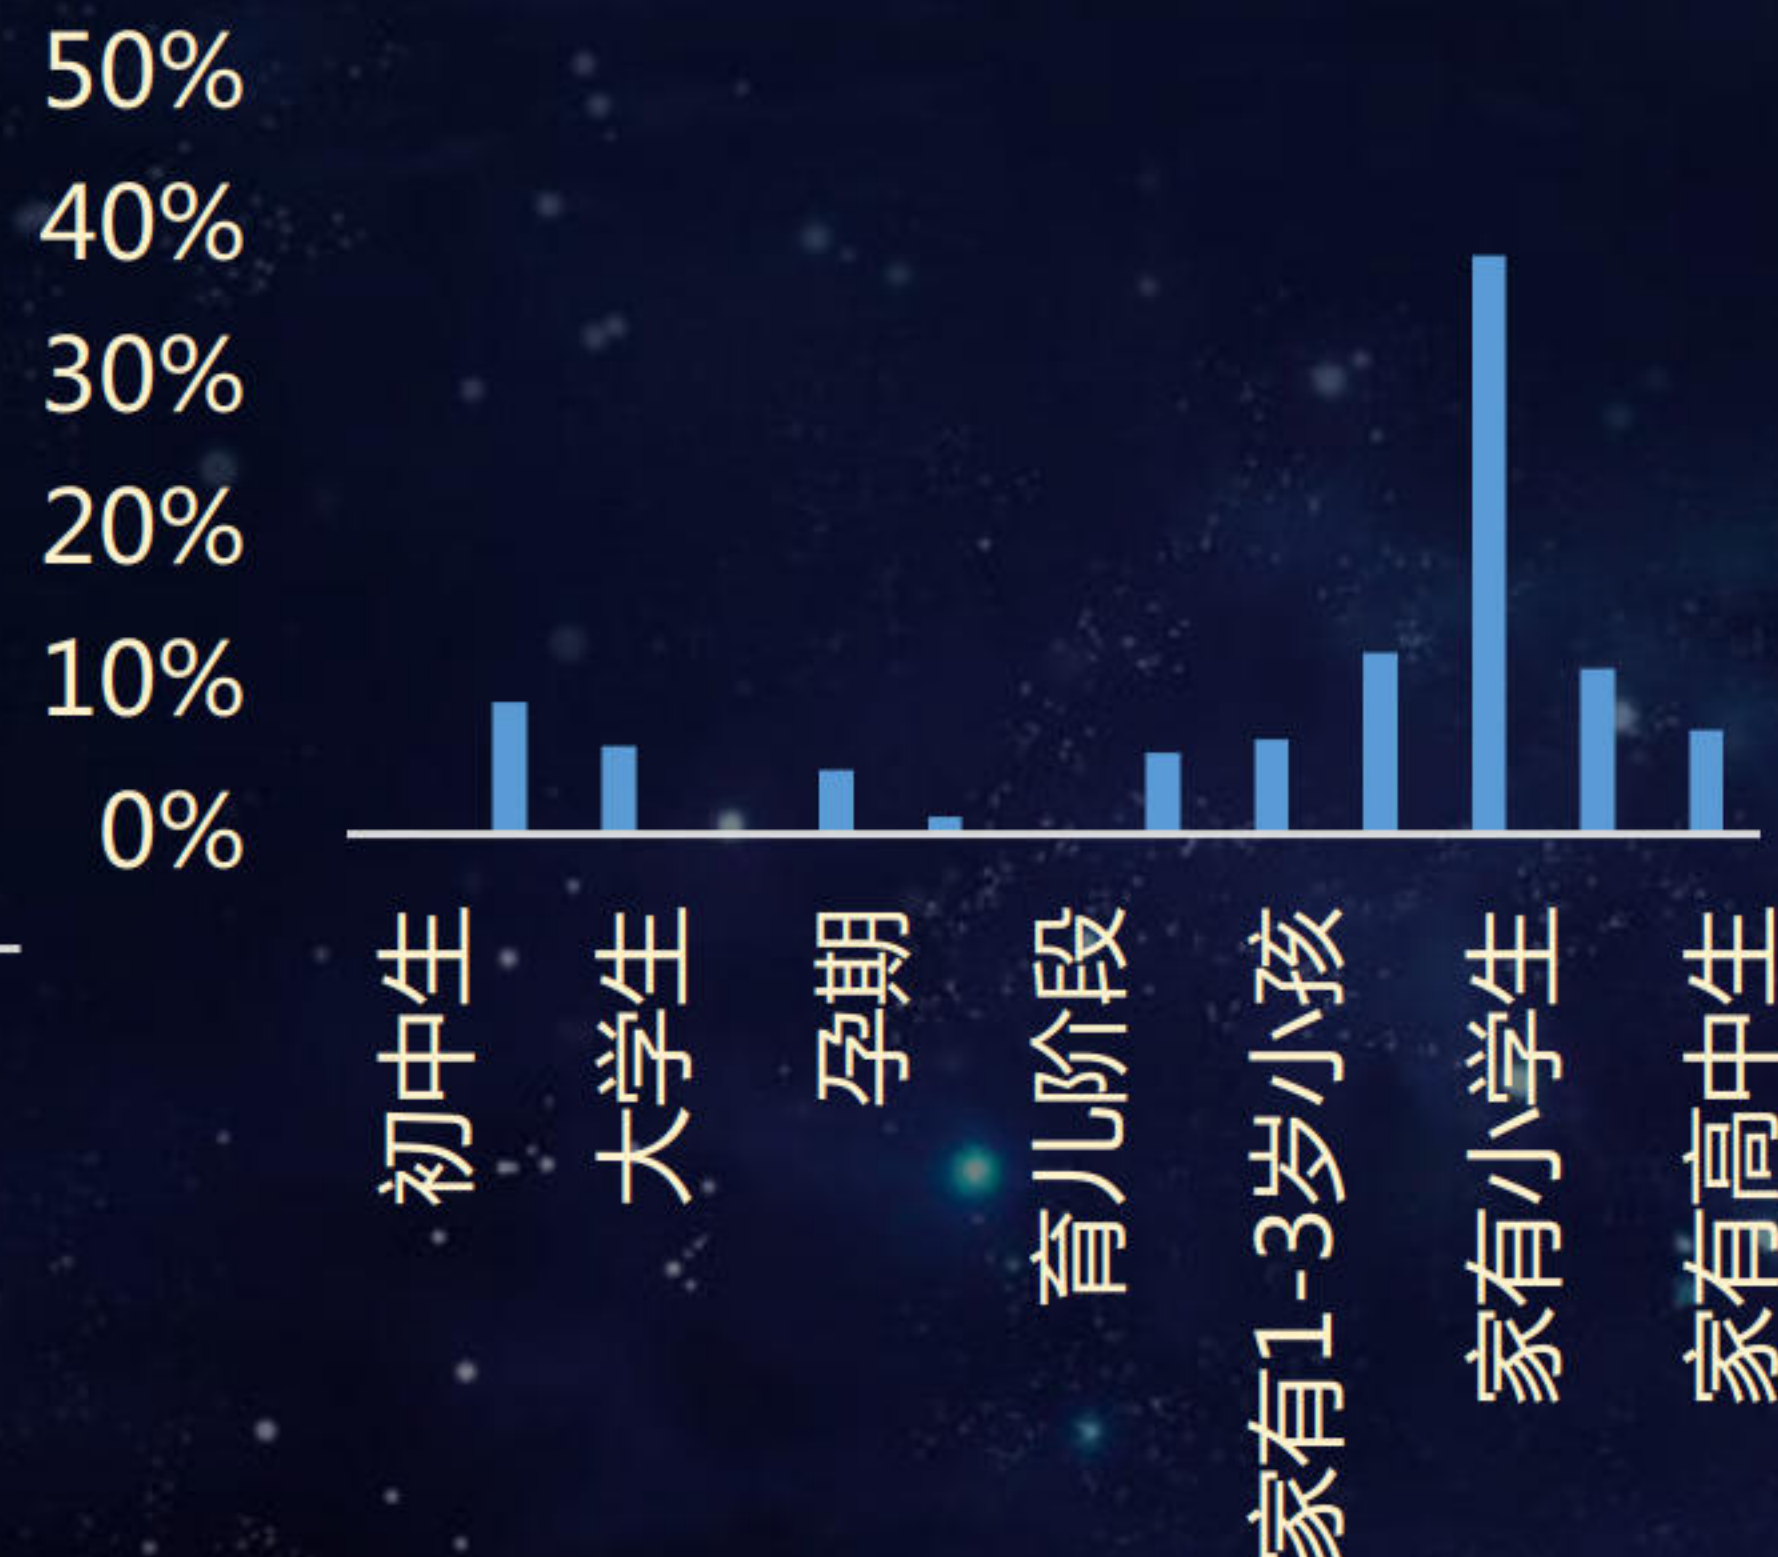 50%
40%
30%
20%
10%
0%
初中生
大学生
孕期
育儿阶段
家有1-3岁小孩
家有小学生
家有高中生